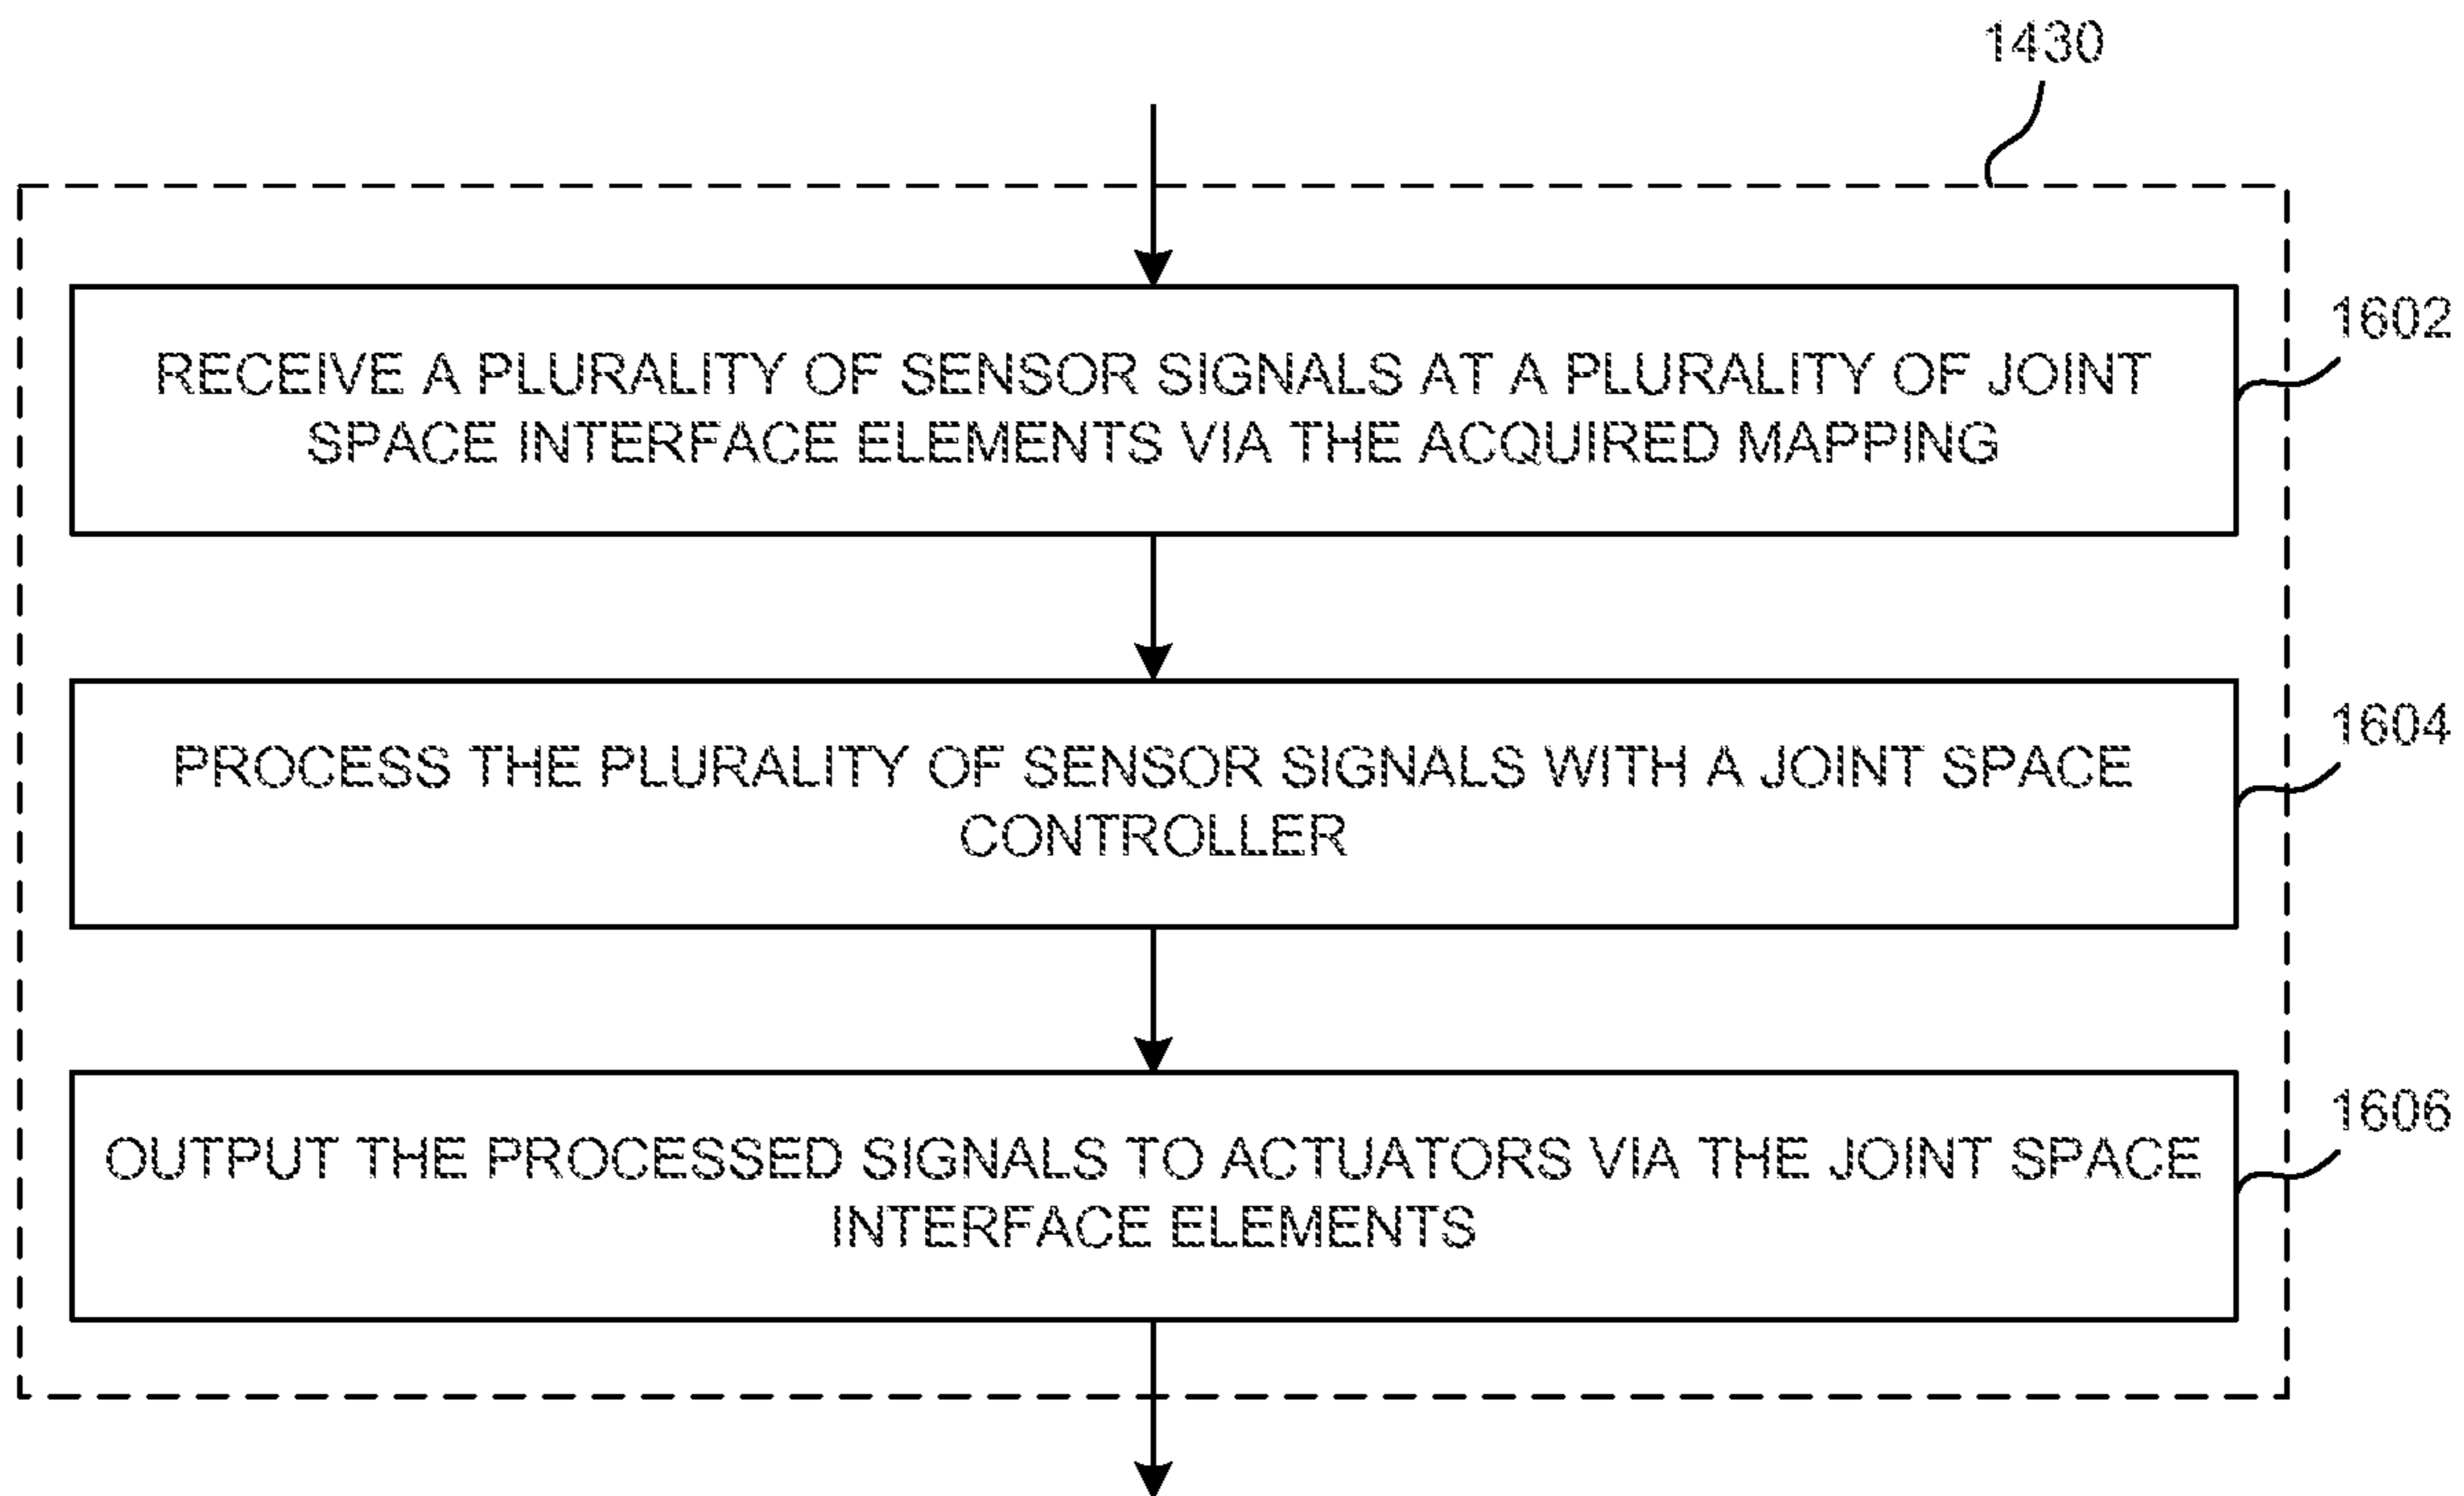 1430
RECEIVE A PLURALITY OF SENSOR SIGNALS AT A PLURALITY OF JOINT
SPACE INTERFACE ELEMENTS VIA THE ACQUIRED MAPPING
1602
PROCESS THE PLURALITY OF SENSOR SIGNALS WITH A JOINT SPACE
CONTROLLER
1604
OUTPUT THE PROCESSED SIGNALS TO ACTUATORS VIA THE JOINT SPACE
INTERFACE ELEMENTS
1606